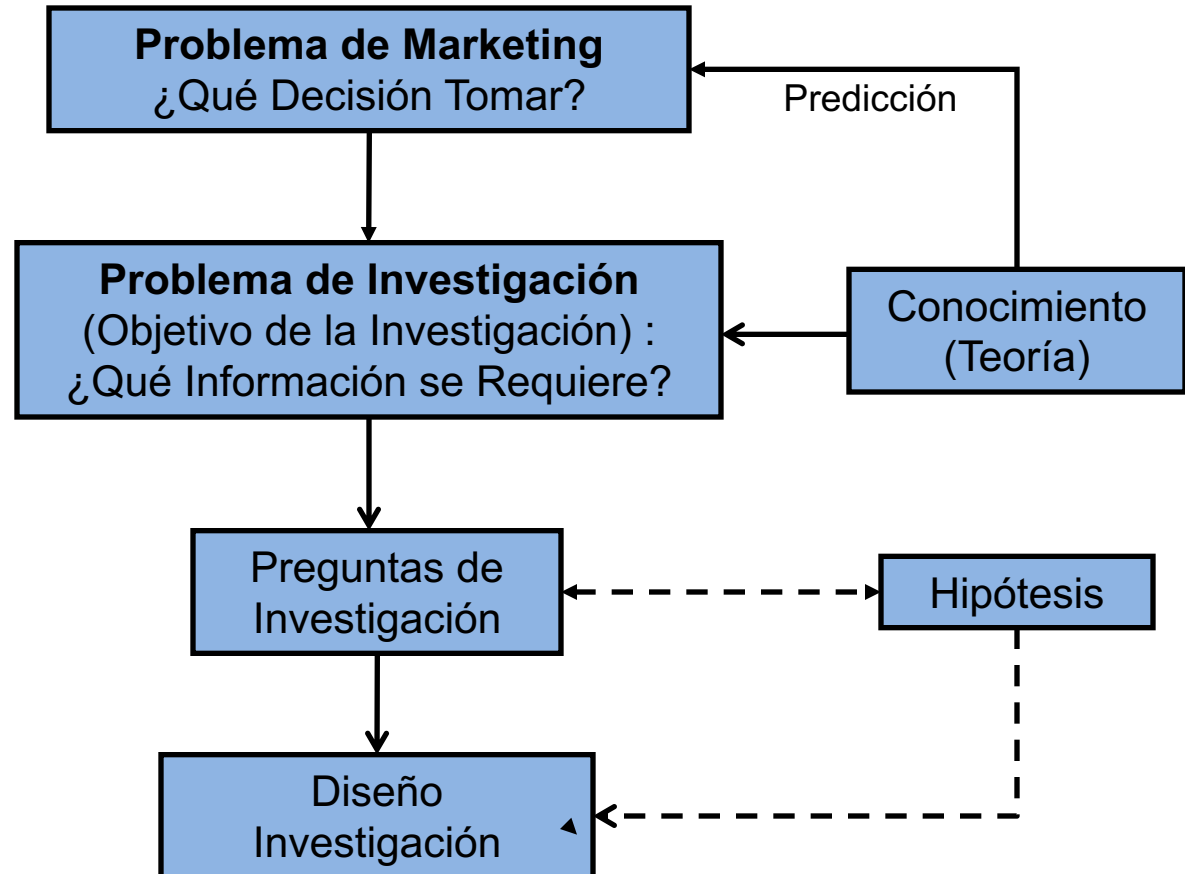 Problema de Marketing
¿Qué Decisión Tomar?
Predicción
Problema de Investigación
(Objetivo de la Investigación) :
¿Qué Información se Requiere?
Conocimiento
(Teoría)
Preguntas de
Investigación
Hipótesis
Diseño
Investigación